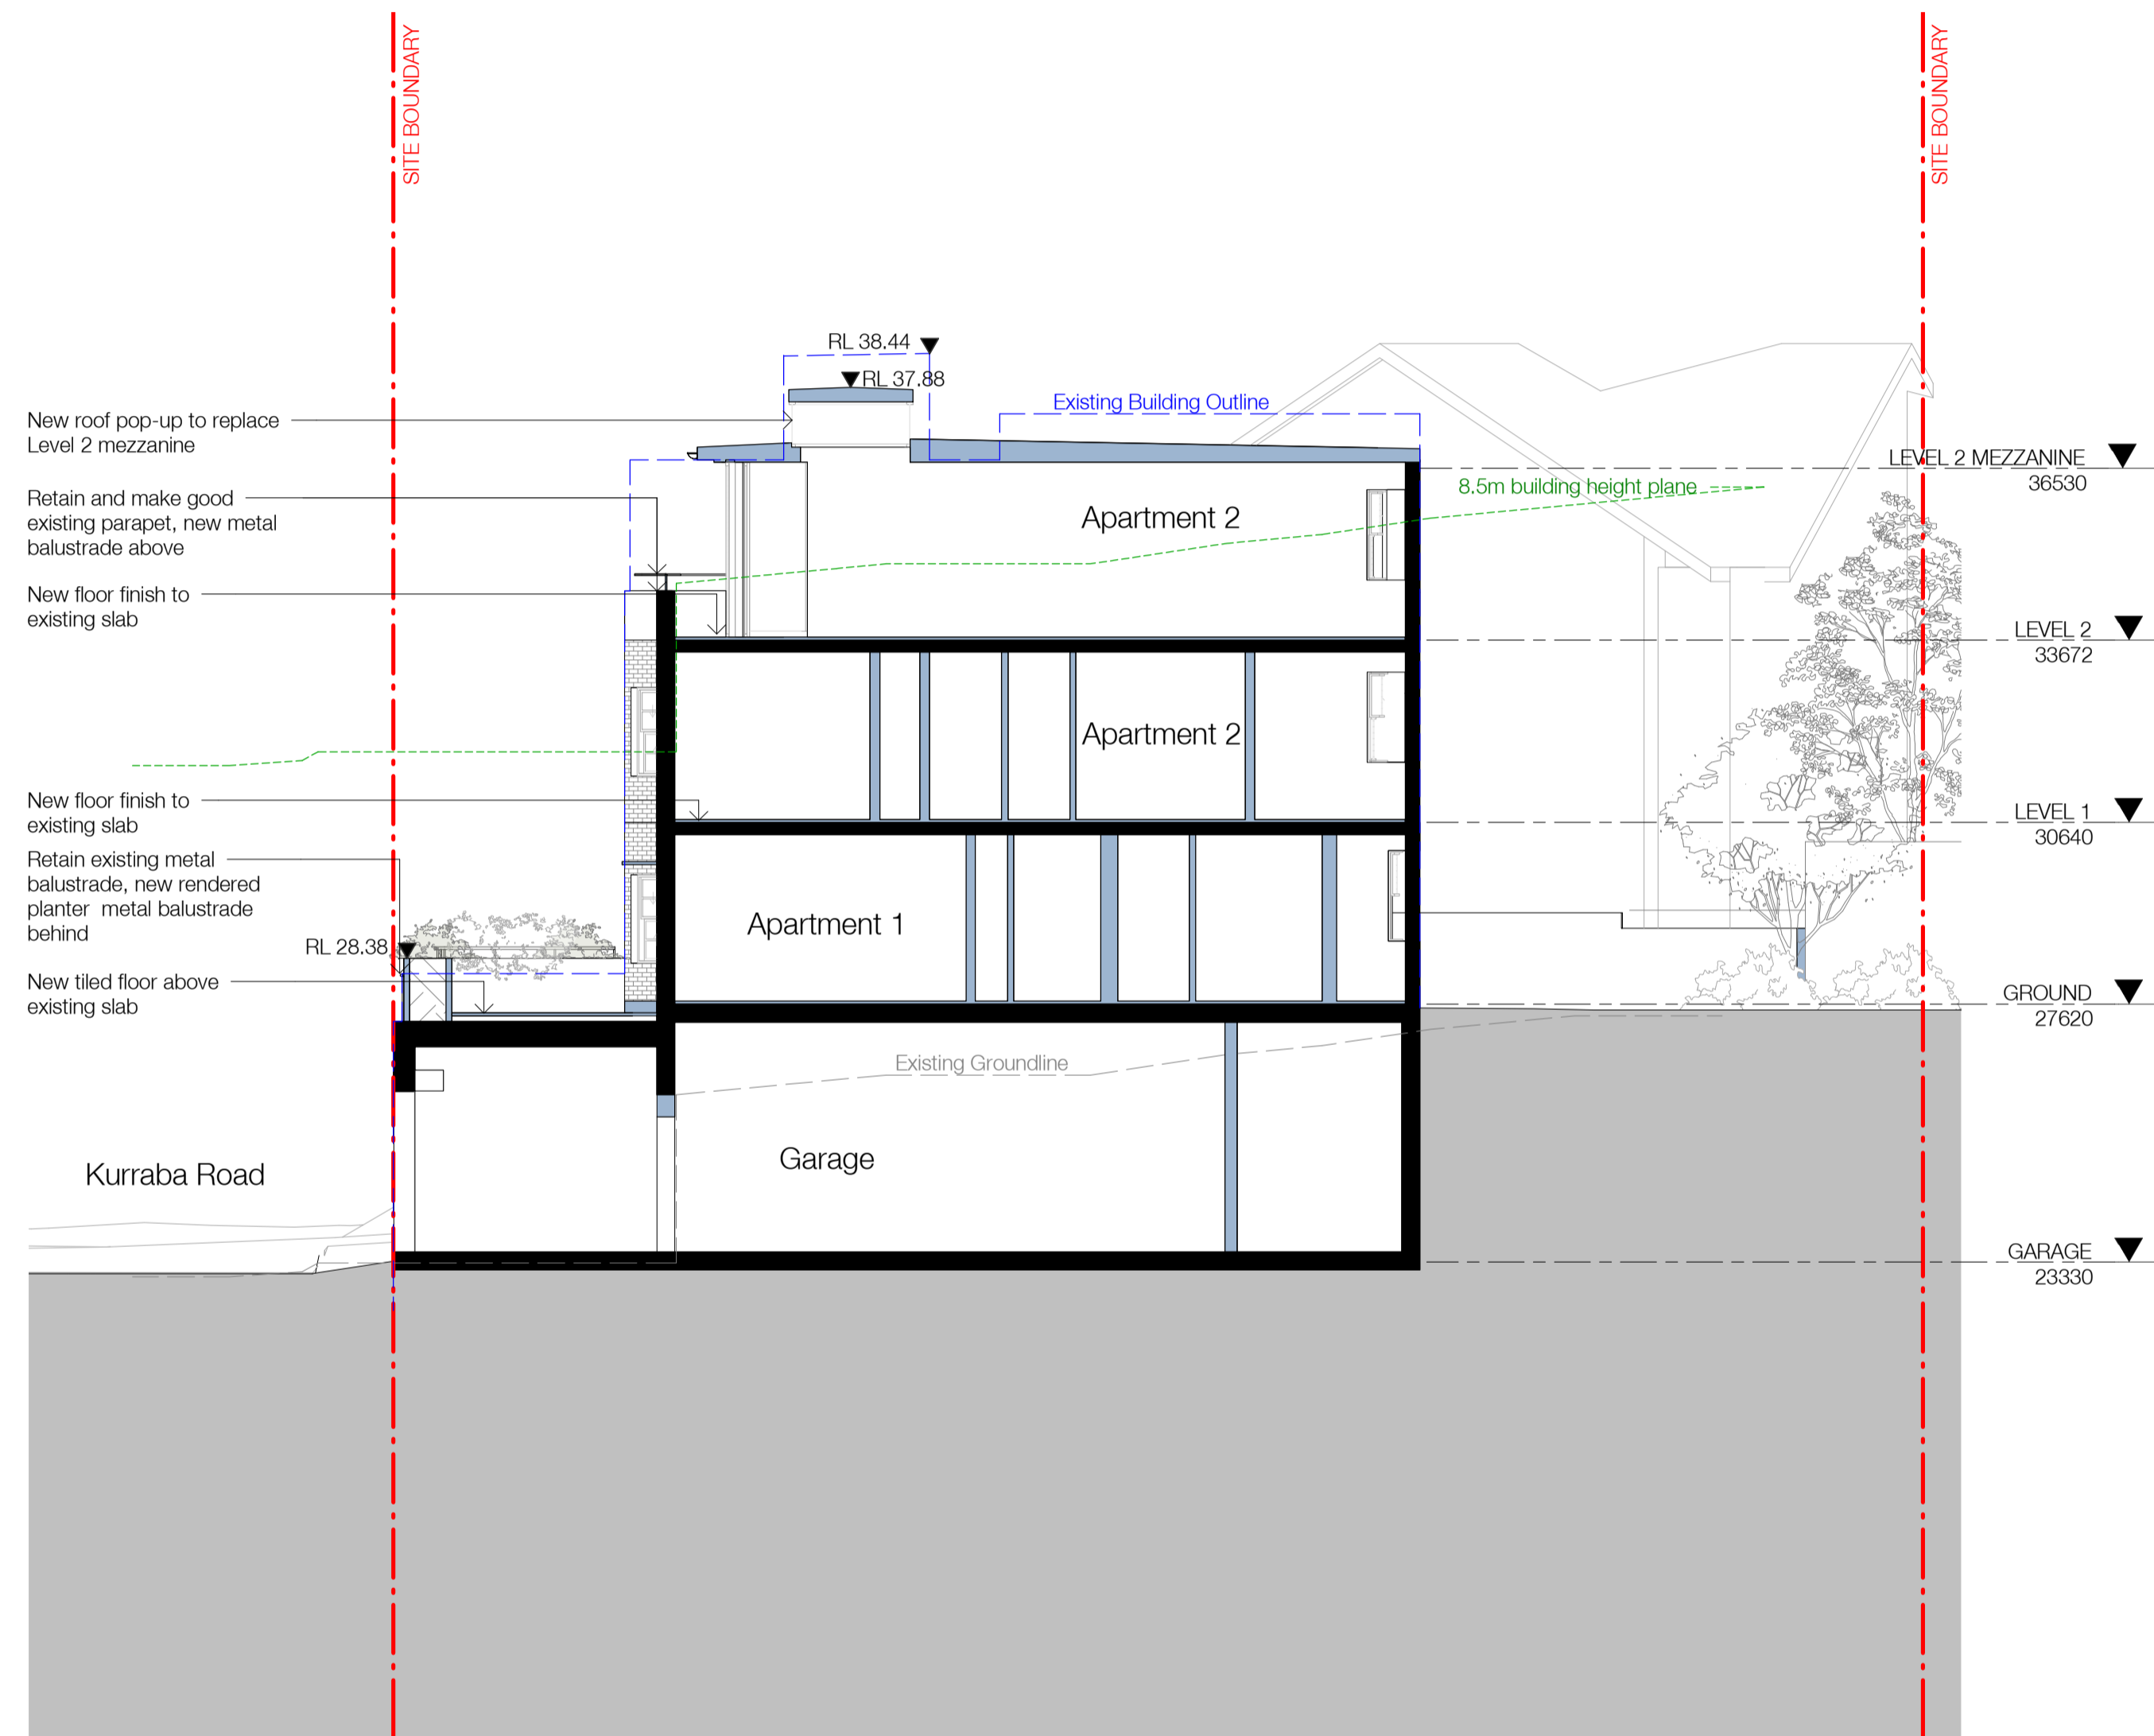 SITE BOUNDARY
SITE BOUNDARY
RL 38.44
RL 37.88
Existing Building Outline
New roof pop-up to replace
Level 2 mezzanine
LEVEL 2 MEZZANINE
36530
8.5m building height plane
Retain and make good
existing parapet, new metal
balustrade above
Apartment 2
New floor finish to
existing slab
LEVEL 2
33672
Apartment 2
New floor finish to
existing slab
LEVEL 1
30640
Retain existing metal
balustrade, new rendered
planter metal balustrade
behind
Apartment 1
RL 28.38
New tiled floor above
existing slab
GROUND
27620
Existing Groundline
Garage
Kurraba Road
GARAGE
23330